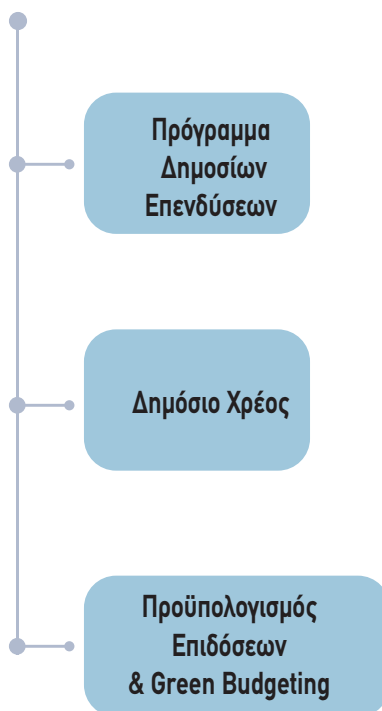 Πρόγραμμα
Δημοσίων
Επενδύσεων
Δημόσιο Χρέος
Προϋπολογισμός
Επιδόσεων
& Green Budgeting